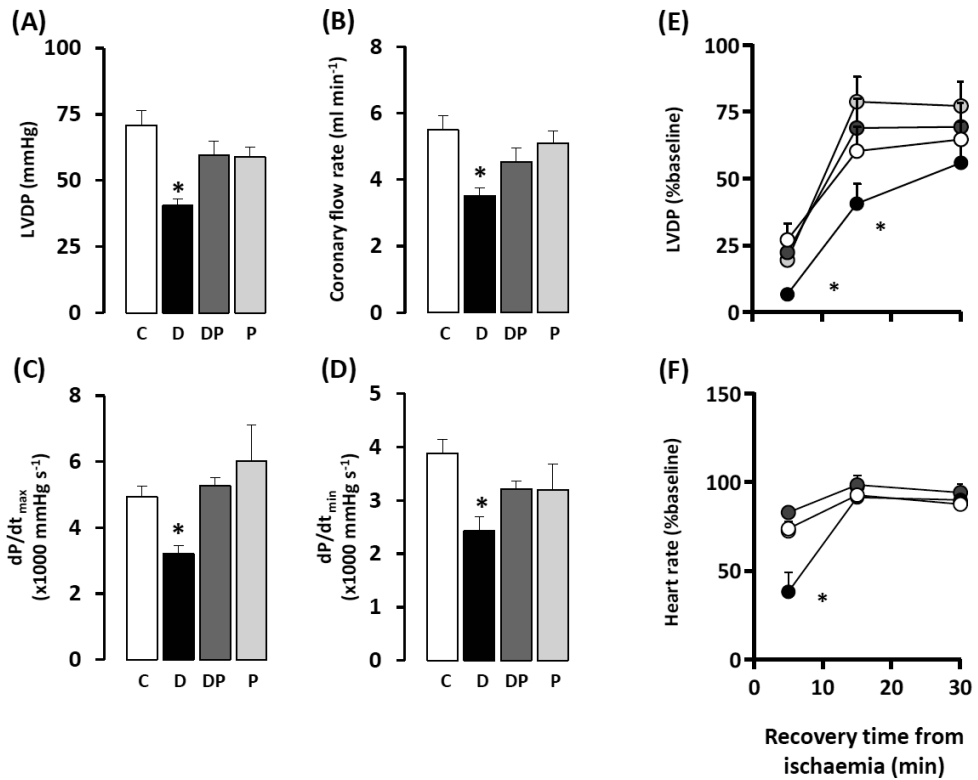 (A)
100
75
50
25
0
LVDP (mmHg)
*
C D DP P
(B)
8
6
4
2
0
Coronary flow rate (ml min⁻¹)
*
C D DP P
(E)
100
75
50
25
0
LVDP (%baseline)
*
*
(C)
8
6
4
2
0
dP/dtmax
(x1000 mmHg s⁻¹)
*
C D DP P
(D)
5
4
3
2
1
0
dP/dtmin
(x1000 mmHg s⁻¹)
*
C D DP P
(F)
150
100
50
0
Heart rate (%baseline)
*
0 10 20 30
Recovery time from
ischaemia (min)